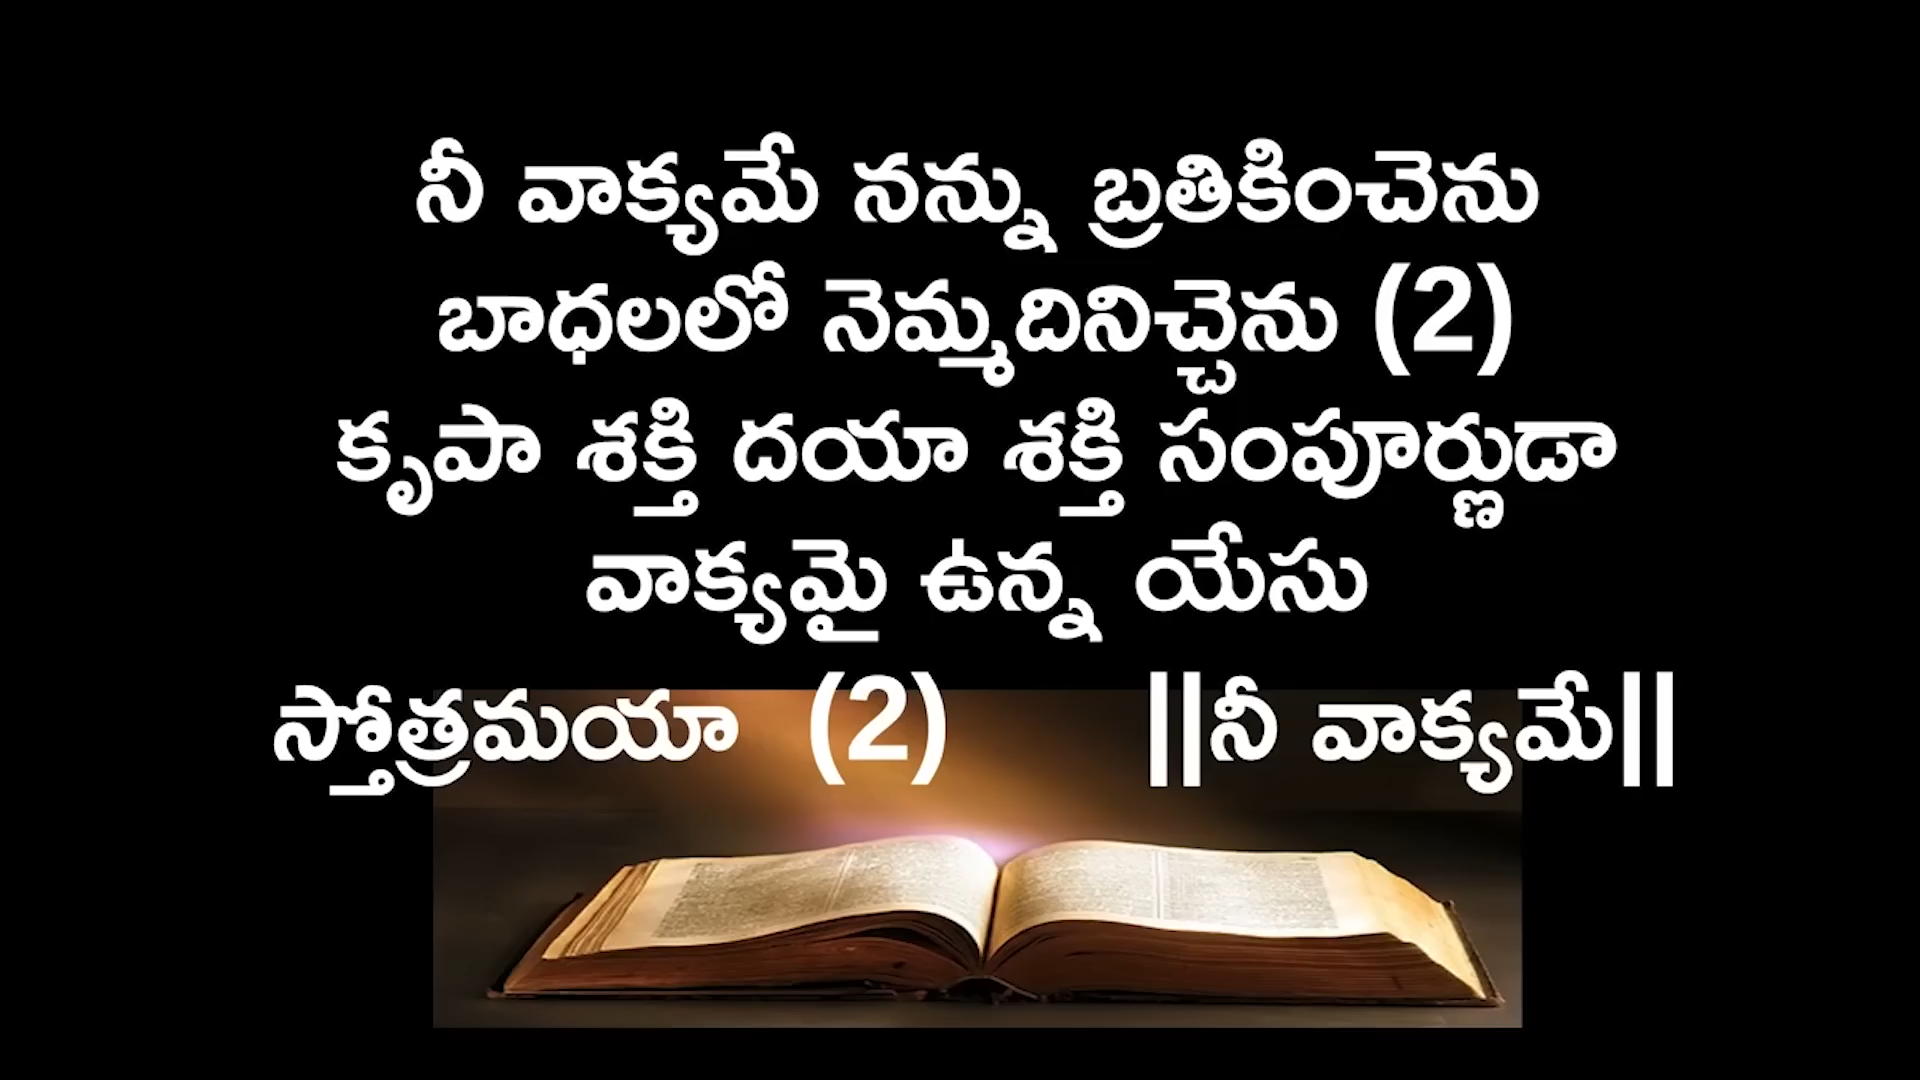 నీ వాక్యమే నన్ను బ్రతికించెను
బాధలలో నెమ్మదినిచ్చెను (2)
కృపా శక్తి దయా శక్తి సంపూర్ణుడా
వాక్యమై ఉన్న యేసు
స్తోత్రమయా (2) ||నీ వాక్యమే||